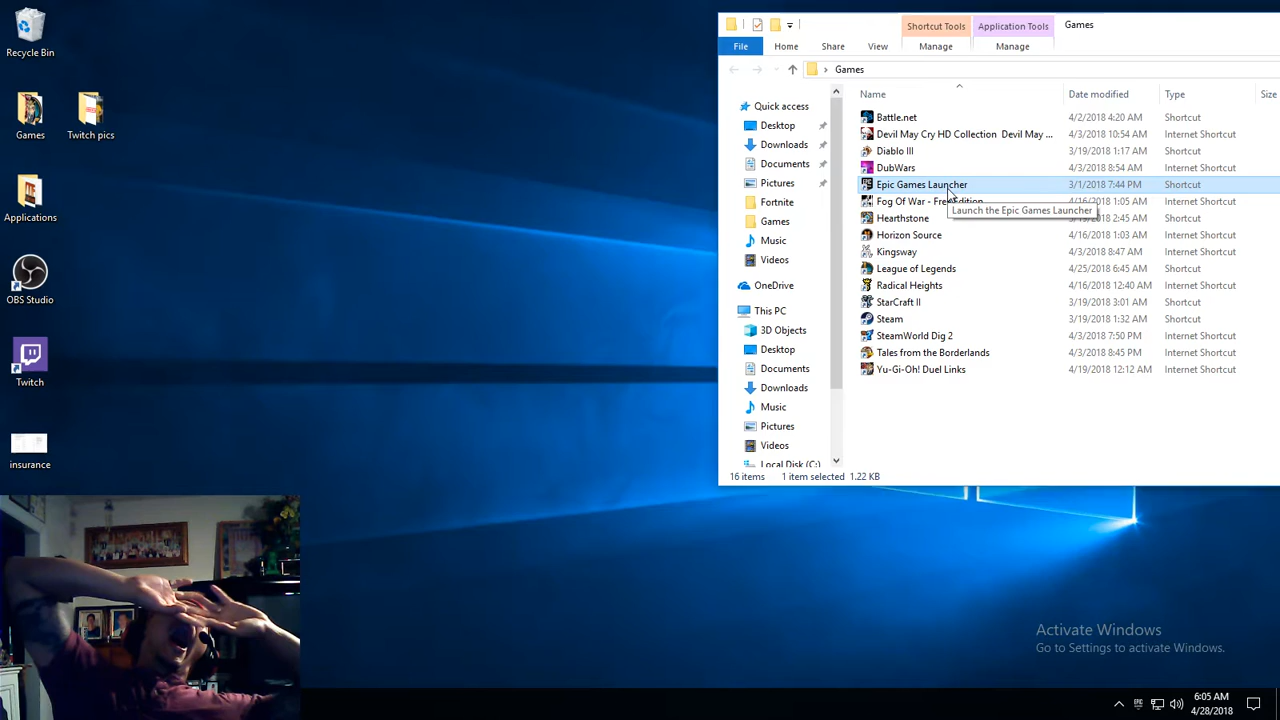 Recycle Bin
Games
Twitch pics
Applications
OBS Studio
Twitch
insurance
Shortcut Tools
Application Tools
Games
File
Home
Share
View
Manage
Manage
Games
Quick access
Desktop
Downloads
Documents
Pictures
Fortnite
Games
Music
Videos
OneDrive
This PC
3D Objects
Desktop
Documents
Downloads
Music
Pictures
Videos
Local Disk (C:)
Name Date modified Type Size
Battle.net 4/2/2018 4:20 AM Shortcut
Devil May Cry HD Collection Devil May ... 4/3/2018 10:54 AM Internet Shortcut
Diablo III 3/19/2018 1:17 AM Shortcut
DubWars 4/3/2018 8:54 AM Internet Shortcut
Epic Games Launcher 3/1/2018 7:44 PM Shortcut
Fog Of War - Free Edition 4/16/2018 1:05 AM Internet Shortcut
Launch the Epic Games Launcher
Hearthstone 3/19/2018 2:45 AM Shortcut
Horizon Source 4/16/2018 1:03 AM Internet Shortcut
Kingsway 4/3/2018 8:47 AM Internet Shortcut
League of Legends 4/25/2018 6:45 AM Shortcut
Radical Heights 4/16/2018 12:40 AM Internet Shortcut
StarCraft II 3/19/2018 3:01 AM Shortcut
Steam 3/19/2018 1:32 AM Shortcut
SteamWorld Dig 2 4/3/2018 7:50 PM Internet Shortcut
Tales from the Borderlands 4/3/2018 8:45 PM Internet Shortcut
Yu-Gi-Oh! Duel Links 4/19/2018 12:12 AM Internet Shortcut
16 items 1 item selected 1.22 KB
Activate Windows
Go to Settings to activate Windows.
6:05 AM
4/28/2018